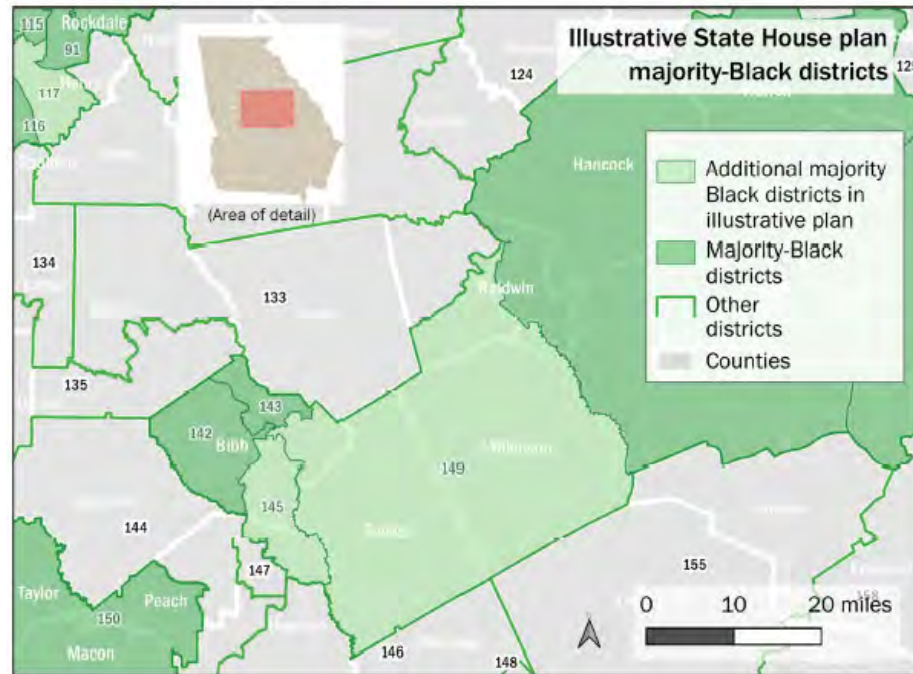 Illustrative State House plan
majority-Black districts
115
Rockdale
91
117
116
124
125
Hancock
(Area of detail)
Additional majority
Black districts in
illustrative plan
Majority-Black
districts
Other
districts
Counties
134
133
Baldwin
135
143
142
Bibb
Wilkinson
149
145
144
147
155
Taylor
Peach
150
Macon
146
148
158
0 10 20 miles